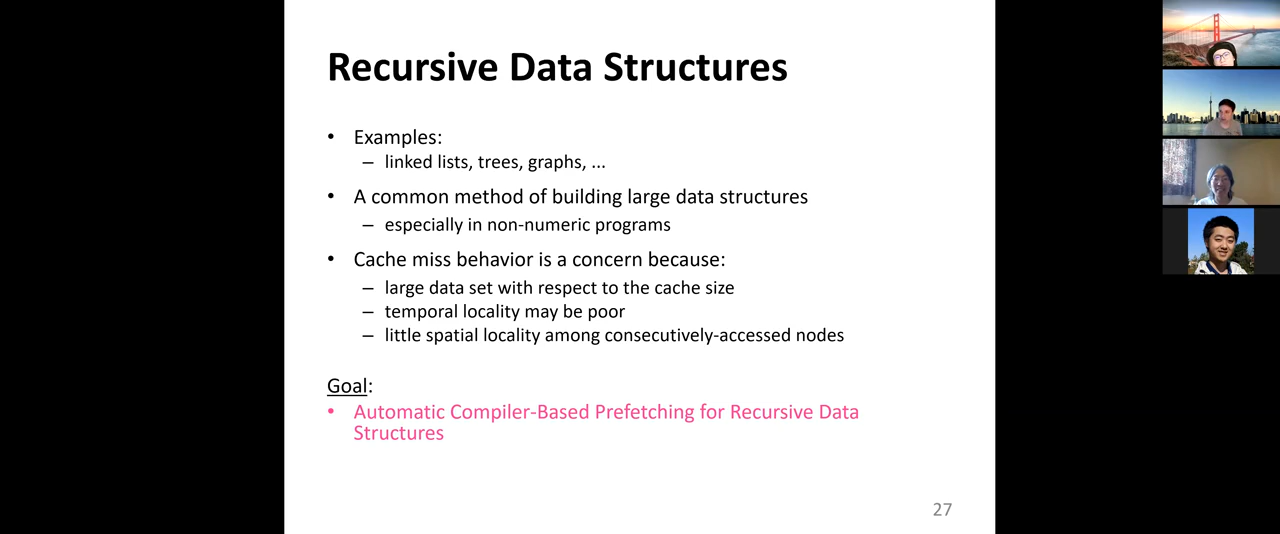 Recursive Data Structures
• Examples:
– linked lists, trees, graphs, ...
• A common method of building large data structures
– especially in non-numeric programs
• Cache miss behavior is a concern because:
– large data set with respect to the cache size
– temporal locality may be poor
– little spatial locality among consecutively-accessed nodes
Goal:
• Automatic Compiler-Based Prefetching for Recursive Data
Structures
27